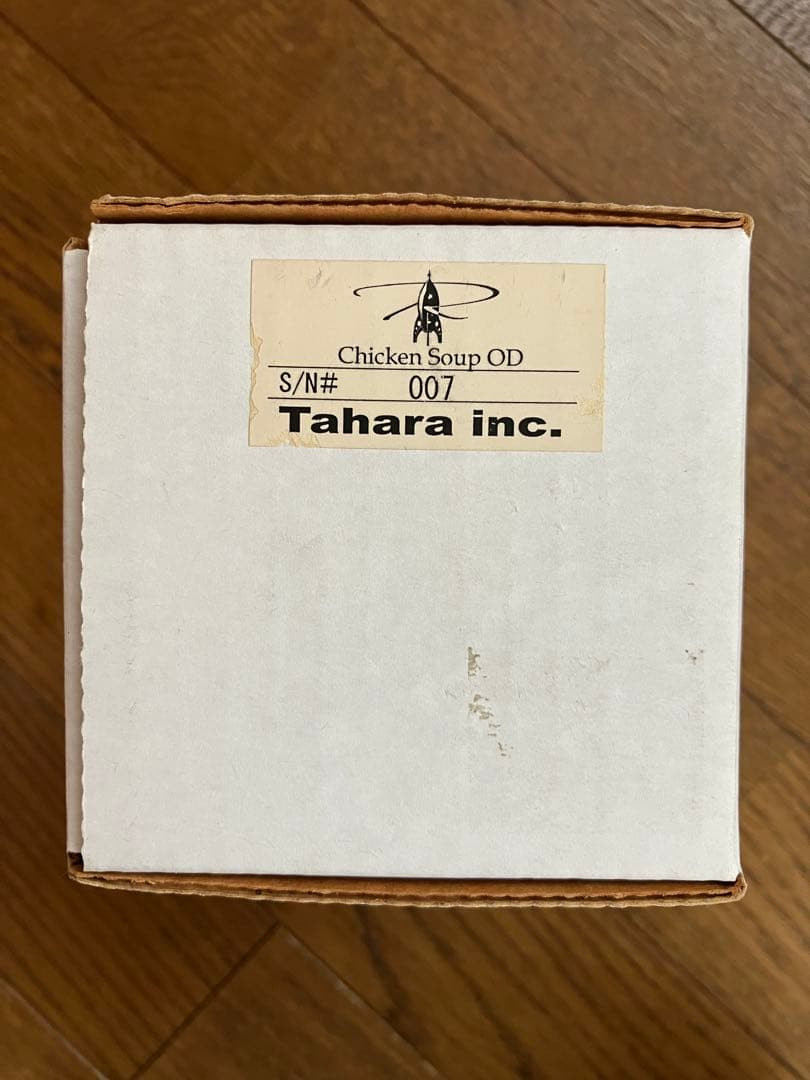 Chicken Soup OD
S/N# 007
Tahara inc.